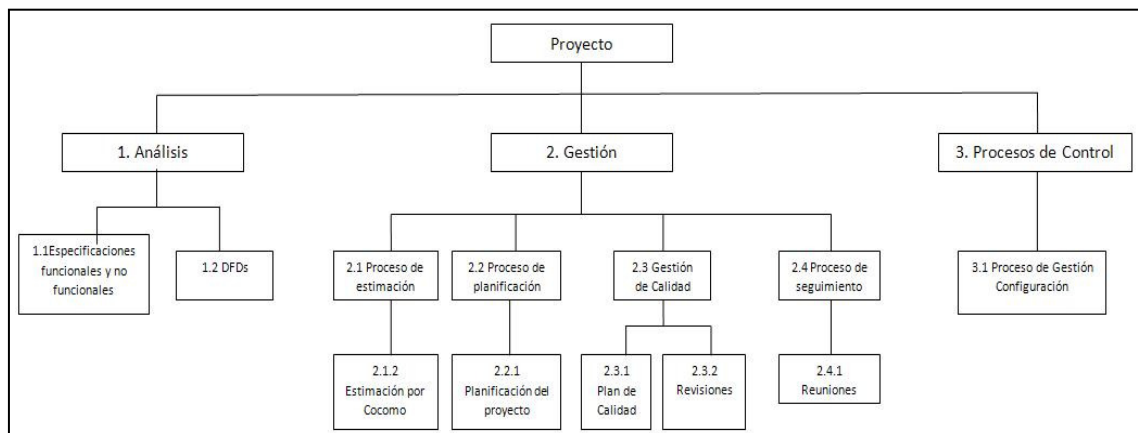 Proyecto
1. Análisis
2. Gestión
3. Procesos de Control
1.1Especificaciones
funcionales y no
funcionales
1.2 DFDs
2.1 Proceso de
estimación
2.2 Proceso de
planificación
2.3 Gestión
de Calidad
2.4 Proceso de
seguimiento
3.1 Proceso de Gestión
Configuración
2.1.2
Estimación por
Cocomo
2.2.1
Planificación del
proyecto
2.3.1
Plan de
Calidad
2.3.2
Revisiones
2.4.1
Reuniones